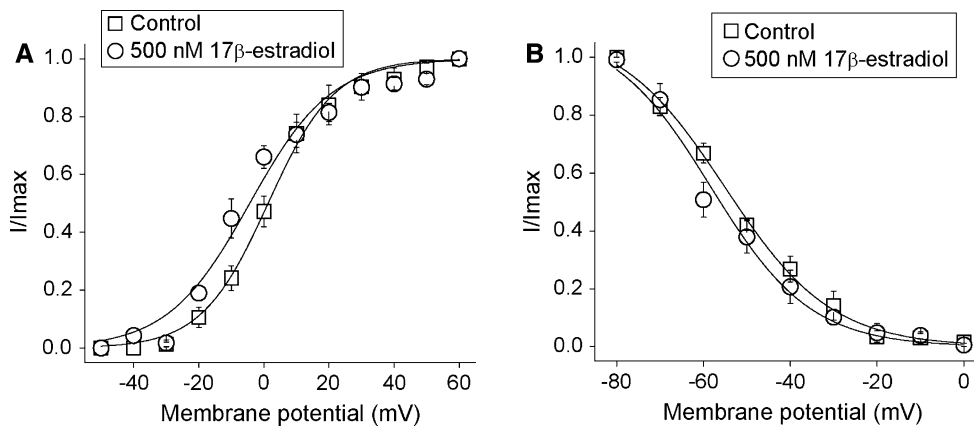 A
Control
500 nM 17β-estradiol
I/Imax
1.0
0.8
0.6
0.4
0.2
0.0
-40 -20 0 20 40 60
Membrane potential (mV)
B
Control
500 nM 17β-estradiol
I/Imax
1.0
0.8
0.6
0.4
0.2
0.0
-80 -60 -40 -20 0
Membrane potential (mV)